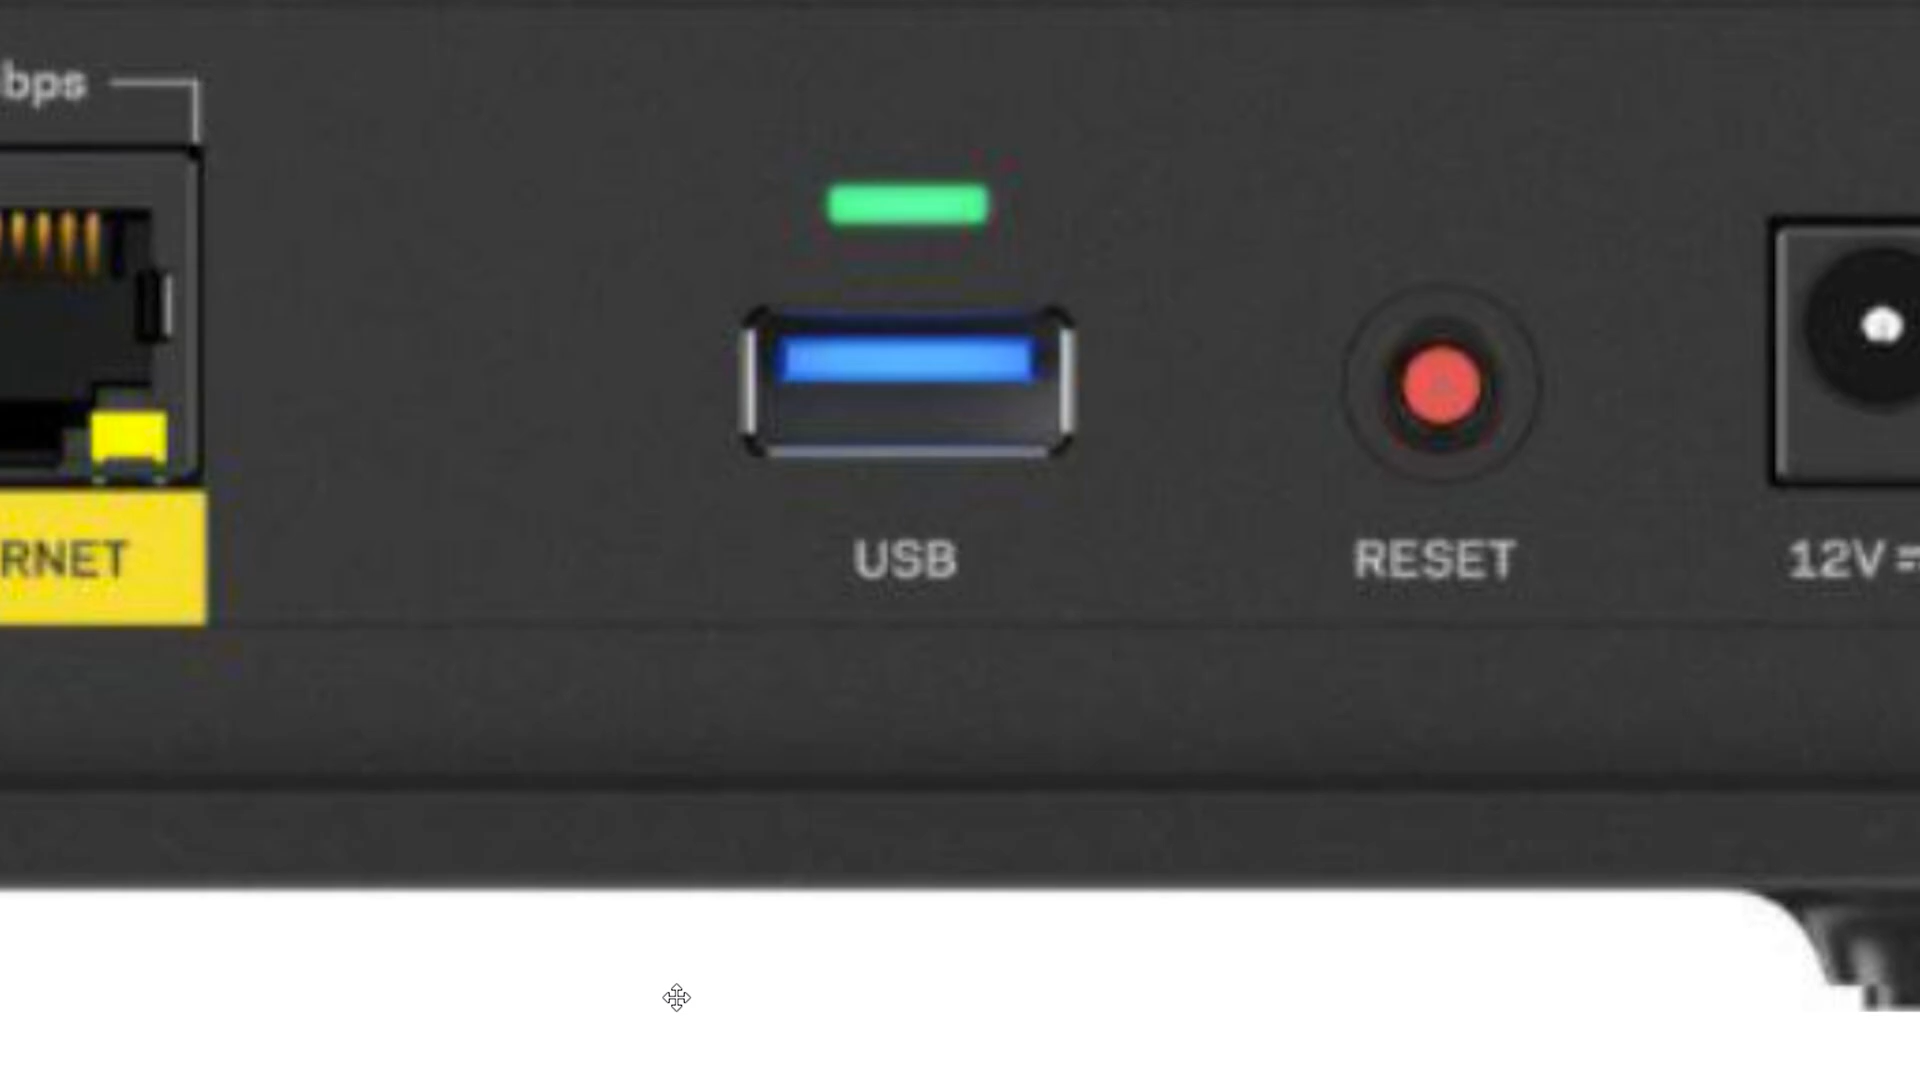 bps
RNET
USB
RESET
12V ⎓